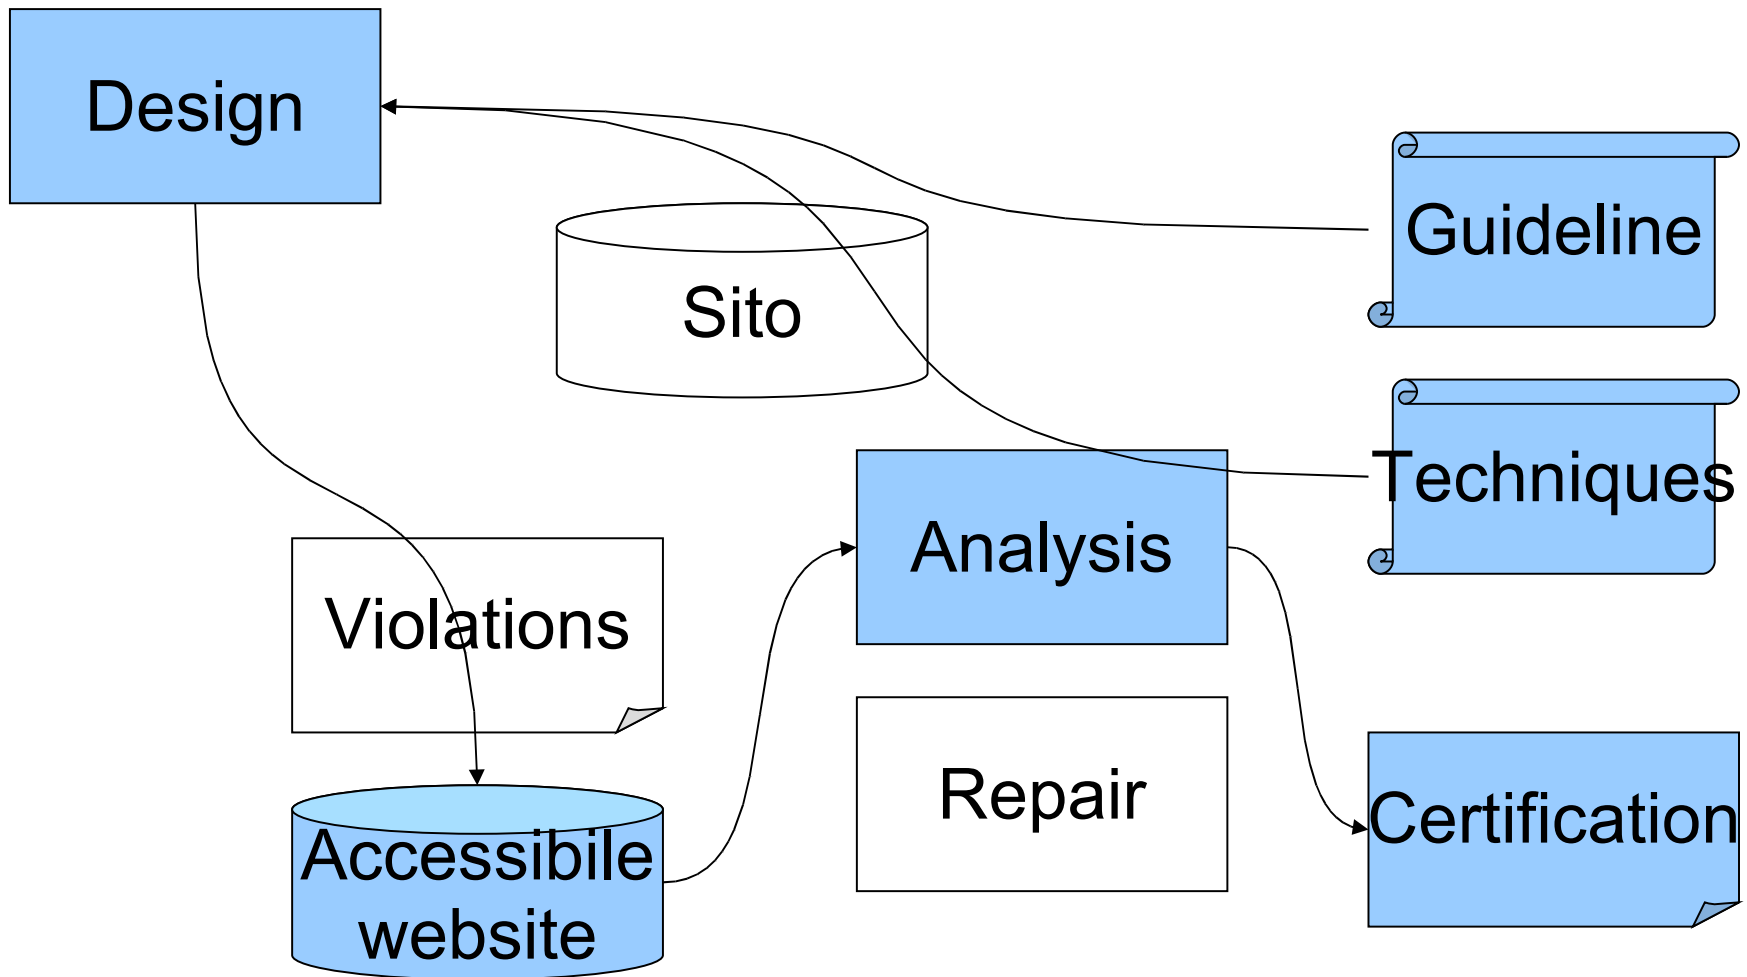 Design
Guideline
Sito
Techniques
Analysis
Violations
Repair
Certification
Accessibile
website